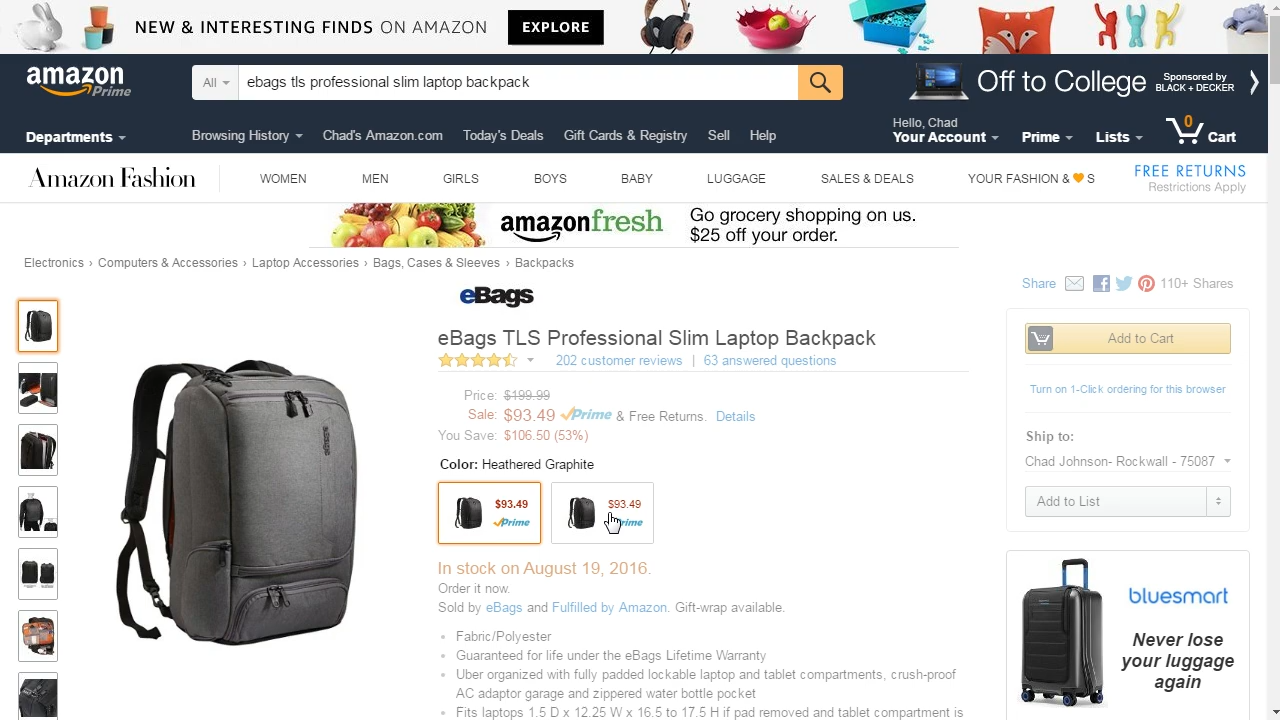 NEW & INTERESTING FINDS ON AMAZON EXPLORE
amazon Prime
All ebags tls professional slim laptop backpack
Off to College Sponsored by BLACK + DECKER
Departments Browsing History Chad's Amazon.com Today's Deals Gift Cards & Registry Sell Help
Hello, Chad
Your Account Prime Lists 0 Cart
Amazon Fashion WOMEN MEN GIRLS BOYS BABY LUGGAGE SALES & DEALS YOUR FASHION & S
FREE RETURNS
Restrictions Apply
amazonfresh Go grocery shopping on us.
$25 off your order.
Electronics › Computers & Accessories › Laptop Accessories › Bags, Cases & Sleeves › Backpacks
eBags
eBags TLS Professional Slim Laptop Backpack
202 customer reviews | 63 answered questions
Price: $199.99
Sale: $93.49 Prime & Free Returns. Details
You Save: $106.50 (53%)
Color: Heathered Graphite
$93.49 Prime
$93.49 Prime
In stock on August 19, 2016.
Order it now.
Sold by eBags and Fulfilled by Amazon. Gift-wrap available.
Fabric/Polyester
Guaranteed for life under the eBags Lifetime Warranty
Uber organized with fully padded lockable laptop and tablet compartments, crush-proof
AC adaptor garage and zippered water bottle pocket
Fits laptops 1.5 D x 12.25 W x 16.5 to 17.5 H if pad removed and tablet compartment is
Share 110+ Shares
Add to Cart
Turn on 1-Click ordering for this browser
Ship to:
Chad Johnson- Rockwall - 75087
Add to List
bluesmart
Never lose
your luggage
again